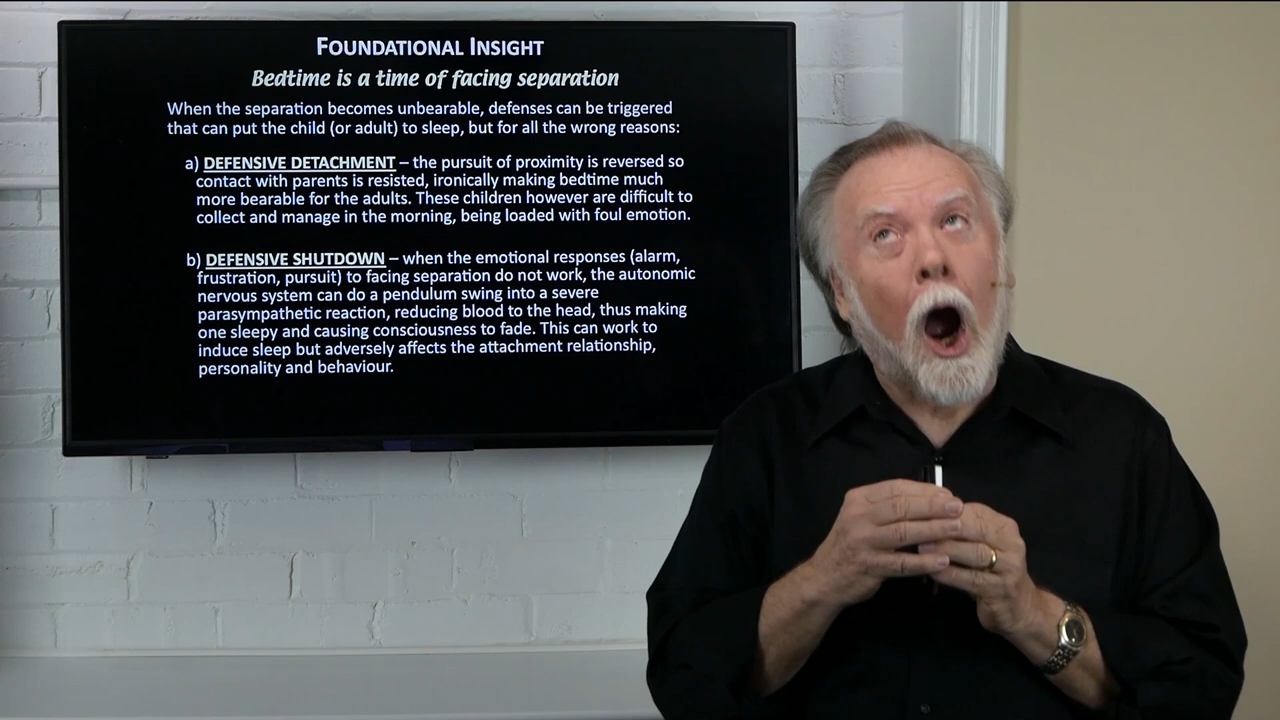 FOUNDATIONAL INSIGHT
Bedtime is a time of facing separation
When the separation becomes unbearable, defenses can be triggered
that can put the child (or adult) to sleep, but for all the wrong reasons:
a) DEFENSIVE DETACHMENT – the pursuit of proximity is reversed so
contact with parents is resisted, ironically making bedtime much
more bearable for the adults. These children however are difficult to
collect and manage in the morning, being loaded with foul emotion.
b) DEFENSIVE SHUTDOWN – when the emotional responses (alarm,
frustration, pursuit) to facing separation do not work, the autonomic
nervous system can do a pendulum swing into a severe
parasympathetic reaction, reducing blood to the head, thus making
one sleepy and causing consciousness to fade. This can work to
induce sleep but adversely affects the attachment relationship,
personality and behaviour.